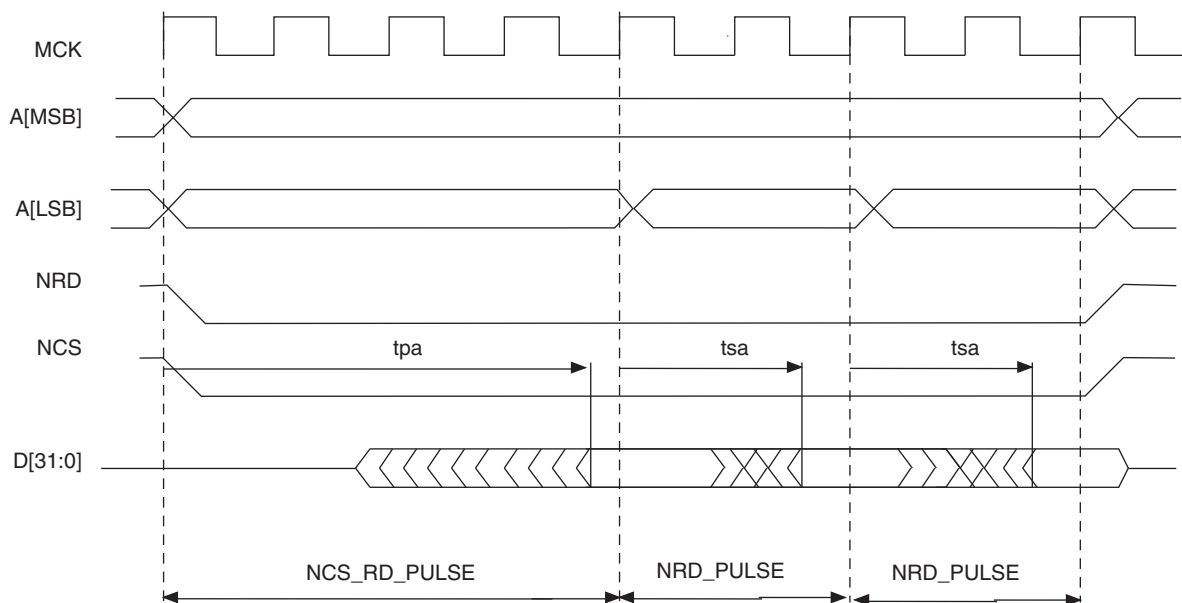 MCK
A[MSB]
A[LSB]
NRD
NCS
tpa
tsa
tsa
D[31:0]
NCS_RD_PULSE
NRD_PULSE
NRD_PULSE